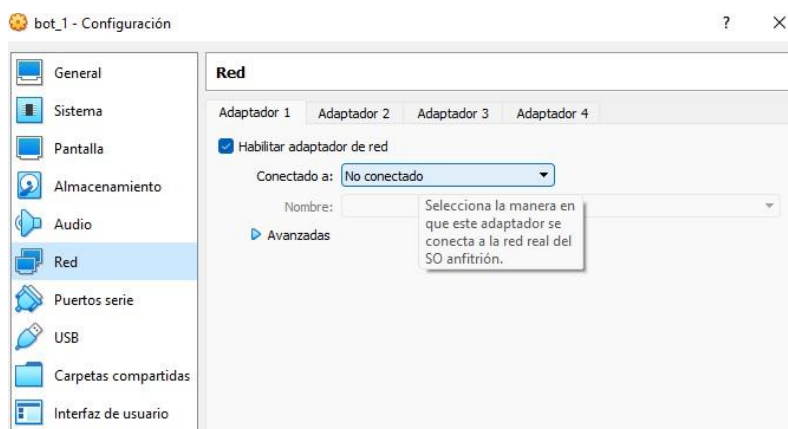 bot_1 - Configuración
?
General
Sistema
Pantalla
Almacenamiento
Audio
Red
Puertos serie
USB
Carpetas compartidas
Interfaz de usuario
Red
Adaptador 1 Adaptador 2 Adaptador 3 Adaptador 4
Habilitar adaptador de red
Conectado a: No conectado
Nombre:
Selecciona la manera en
que este adaptador se
conecta a la red real del
SO anfitrión.
Avanzadas